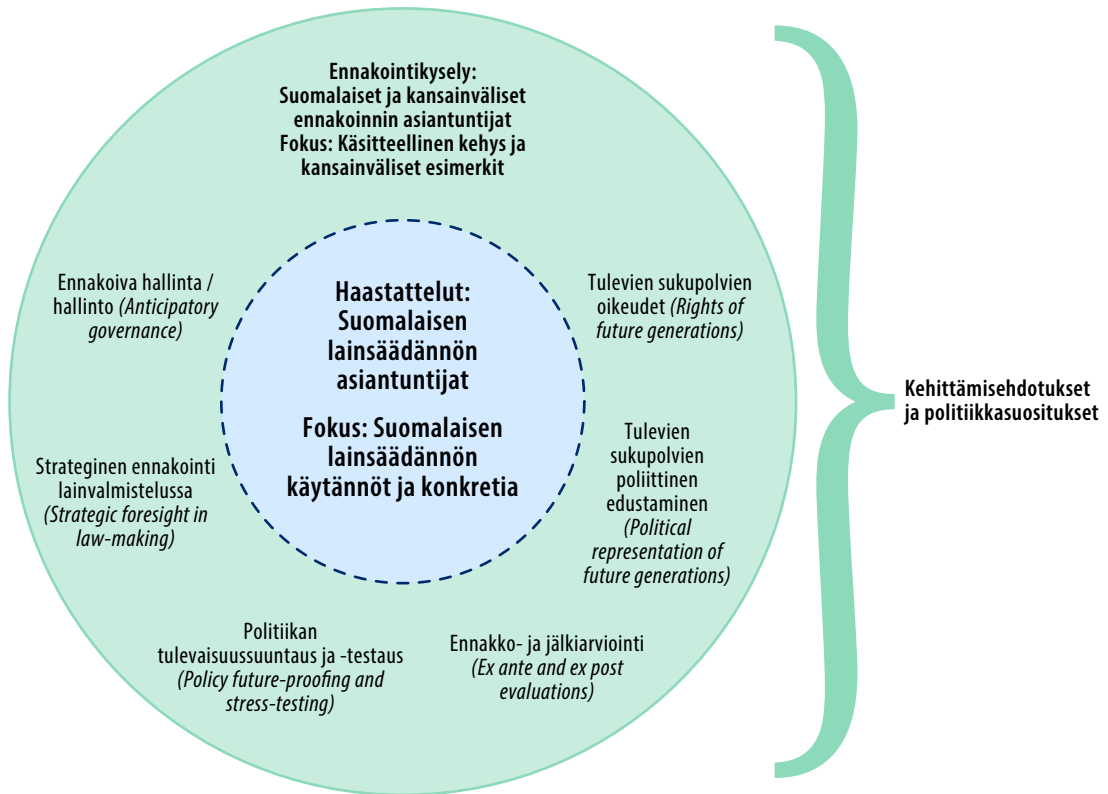 Ennakointikysely:
Suomalaiset ja kansainväliset
ennakoinnin asiantuntijat
Fokus: Käsitteellinen kehys ja
kansainväliset esimerkit
Ennakoiva hallinta /
hallinto (Anticipatory
governance)
Haastattelut:
Suomalaisen
lainsäädännön
asiantuntijat
Fokus: Suomalaisen
lainsäädännön
käytännöt ja konkretia
Tulevien sukupolvien
oikeudet (Rights of
future generations)
Kehittämisehdotukset
ja politiikkasuositukset
Strateginen ennakointi
lainvalmistelussa
(Strategic foresight in
law-making)
Tulevien
sukupolvien
poliittinen
edustaminen
(Political
representation of
future generations)
Politiikan
tulevaisuussuuntaus ja -testaus
(Policy future-proofing and
stress-testing)
Ennakko- ja jälkiarviointi
(Ex ante and ex post
evaluations)